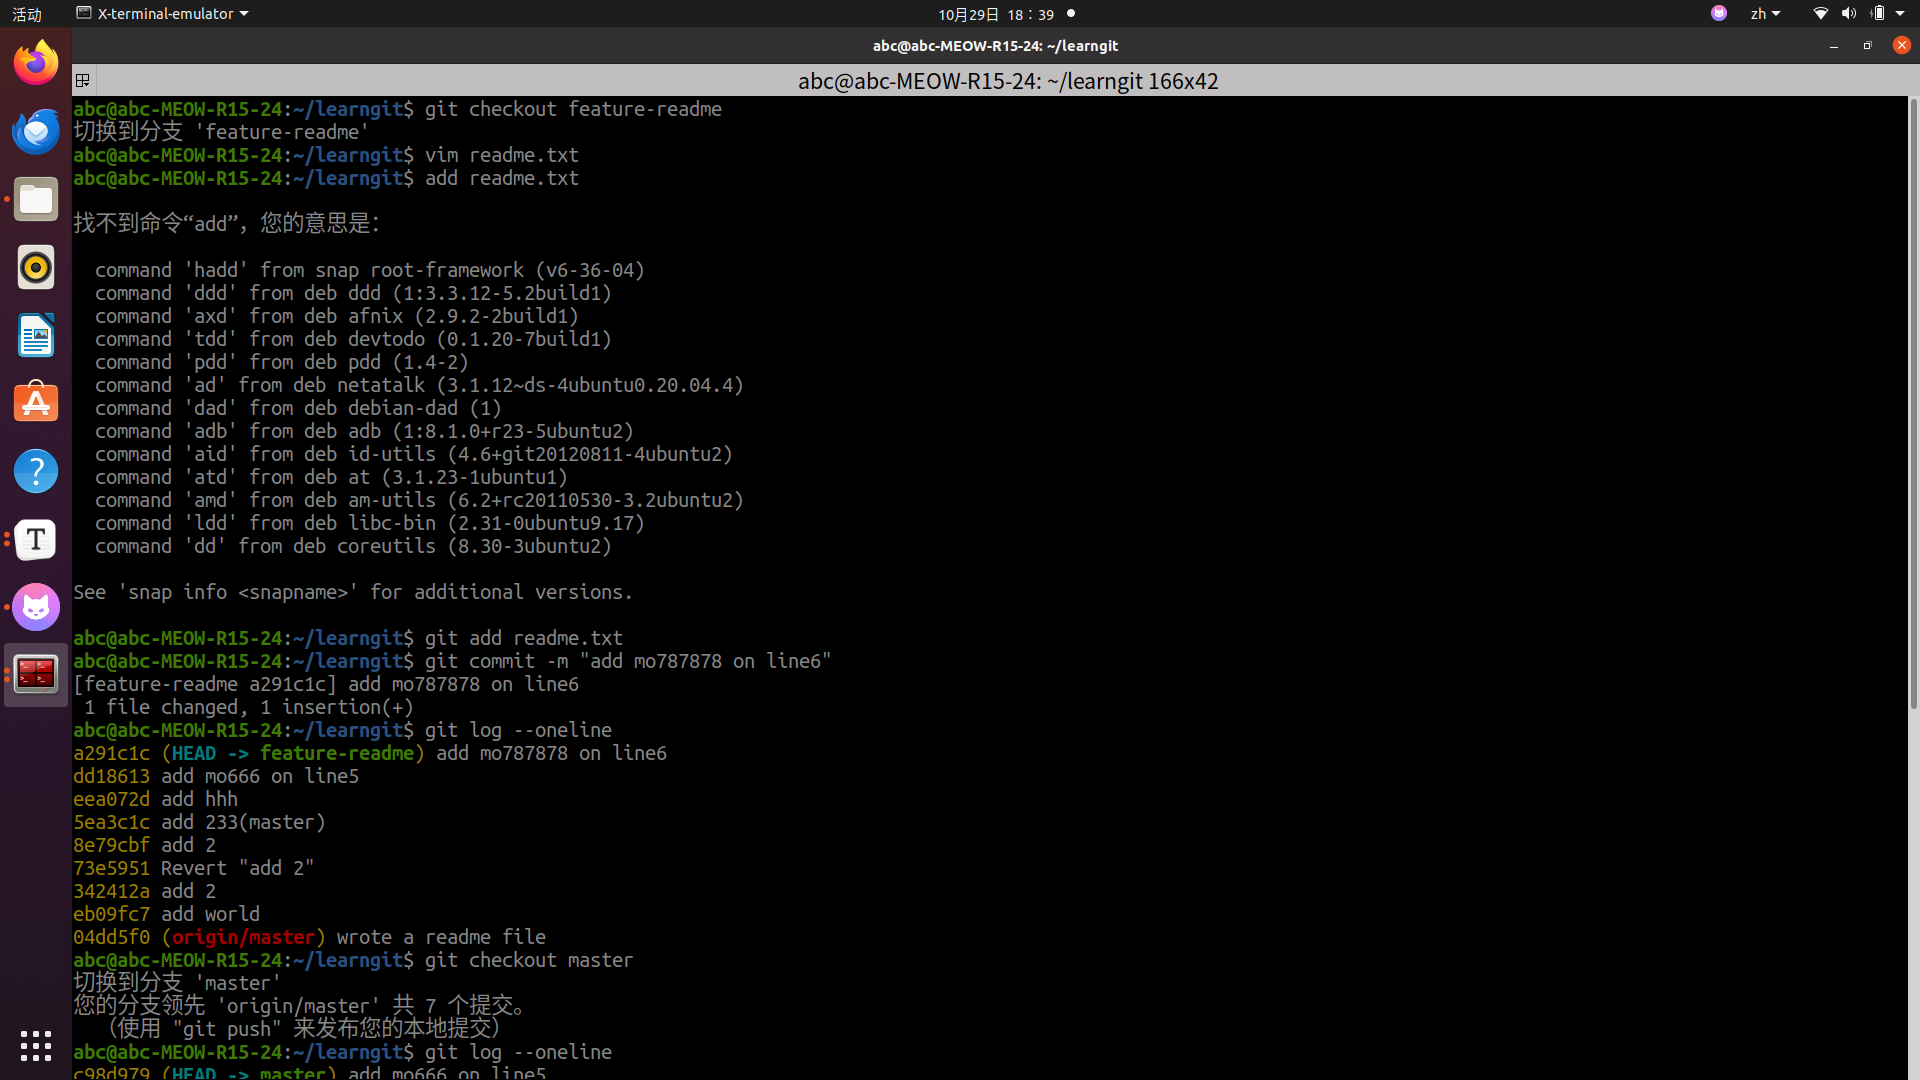 活动 X-terminal-emulator 10月29日 18：39 zh
abc@abc-MEOW-R15-24: ~/learngit
abc@abc-MEOW-R15-24: ~/learngit 166x42
abc@abc-MEOW-R15-24:~/learngit$ git checkout feature-readme
切换到分支 'feature-readme'
abc@abc-MEOW-R15-24:~/learngit$ vim readme.txt
abc@abc-MEOW-R15-24:~/learngit$ add readme.txt
找不到命令“add”，您的意思是：
command 'hadd' from snap root-framework (v6-36-04)
command 'ddd' from deb ddd (1:3.3.12-5.2build1)
command 'axd' from deb afnix (2.9.2-2build1)
command 'tdd' from deb devtodo (0.1.20-7build1)
command 'pdd' from deb pdd (1.4-2)
command 'ad' from deb netatalk (3.1.12~ds-4ubuntu0.20.04.4)
command 'dad' from deb debian-dad (1)
command 'adb' from deb adb (1:8.1.0+r23-5ubuntu2)
command 'aid' from deb id-utils (4.6+git20120811-4ubuntu2)
command 'atd' from deb at (3.1.23-1ubuntu1)
command 'amd' from deb am-utils (6.2+rc20110530-3.2ubuntu2)
command 'ldd' from deb libc-bin (2.31-0ubuntu9.17)
command 'dd' from deb coreutils (8.30-3ubuntu2)
See 'snap info <snapname>' for additional versions.
abc@abc-MEOW-R15-24:~/learngit$ git add readme.txt
abc@abc-MEOW-R15-24:~/learngit$ git commit -m "add mo787878 on line6"
[feature-readme a291c1c] add mo787878 on line6
1 file changed, 1 insertion(+)
abc@abc-MEOW-R15-24:~/learngit$ git log --oneline
a291c1c (HEAD -> feature-readme) add mo787878 on line6
dd18613 add mo666 on line5
eea072d add hhh
5ea3c1c add 233(master)
8e79cbf add 2
73e5951 Revert "add 2"
342412a add 2
eb09fc7 add world
04dd5f0 (origin/master) wrote a readme file
abc@abc-MEOW-R15-24:~/learngit$ git checkout master
切换到分支 'master'
您的分支领先 'origin/master' 共 7 个提交。
（使用 "git push" 来发布您的本地提交）
abc@abc-MEOW-R15-24:~/learngit$ git log --oneline
c98d979 (HEAD -> master) add mo666 on line5